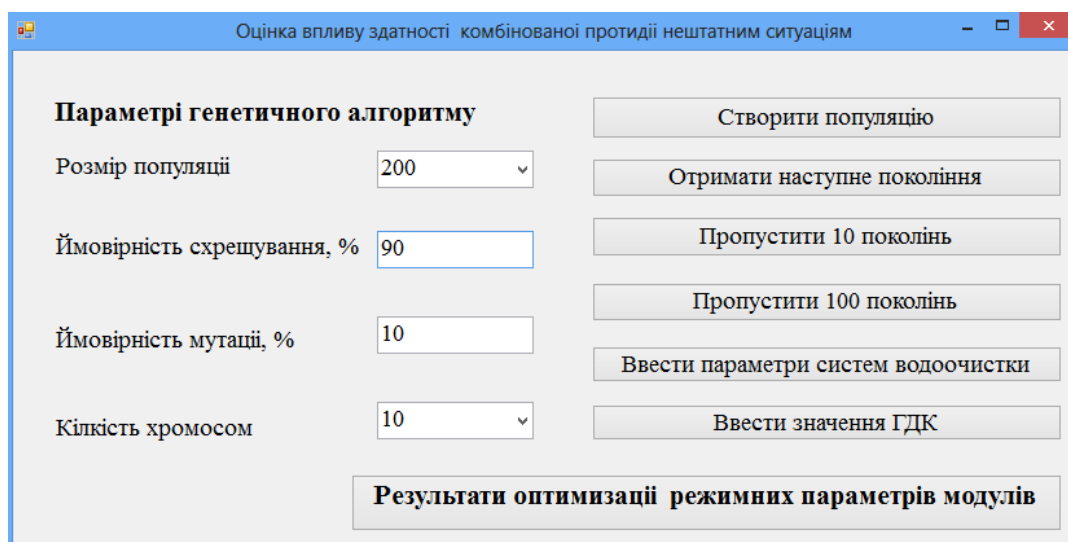 Оцінка впливу здатності  комбінованої протидії нештатним ситуаціям
Параметрі генетичного алгоритму
Розмір популяції
200
Ймовірність схрещування, %
90
Ймовірність мутації, %
10
Кілкість хромосом
10
Створити популяцію
Отримати наступне покоління
Пропустити 10 поколінь
Пропустити 100 поколінь
Ввести параметри систем водоочистки
Ввести значення ГДК
Результати оптимизації  режимних параметрів модулів